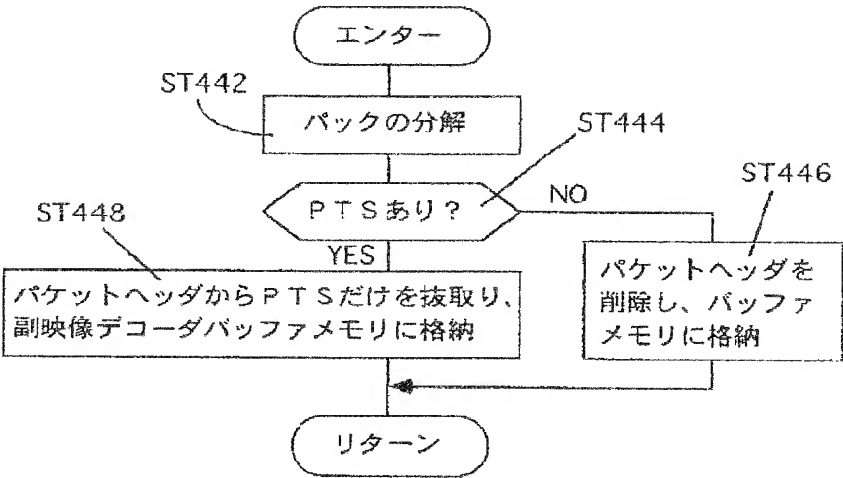 エンター
ST442
パックの分解
ST444
PTSあり?
NO
ST446
ST448
YES
パケットヘッダからPTSだけを抜取り、
副映像デコーダバッファメモリに格納
パケットヘッダを
削除し、バッファ
メモリに格納
リターン